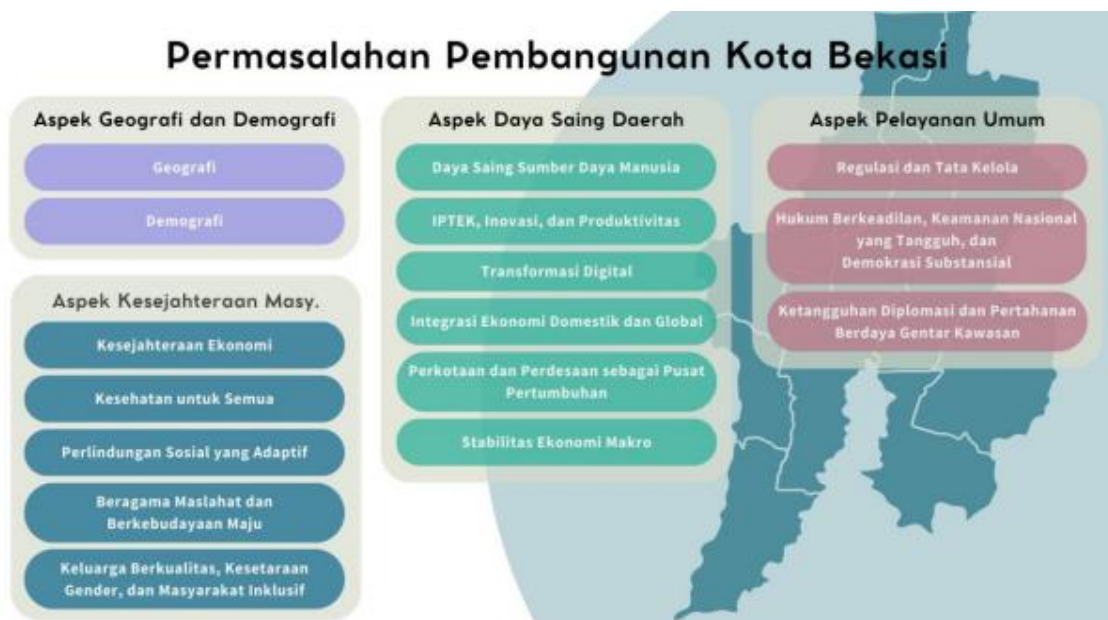 Permasalahan Pembangunan Kota Bekasi
Aspek Geografi dan Demografi
Geografi
Demografi
Aspek Kesejahteraan Masy.
Kesejahteraan Ekonomi
Kesehatan untuk Semua
Perlindungan Sosial yang Adaptif
Beragama Maslahat dan
Berkebudayaan Maju
Keluarga Berkualitas, Kesetaraan
Gender, dan Masyarakat Inklusif
Aspek Daya Saing Daerah
Daya Saing Sumber Daya Manusia
IPTEK, Inovasi, dan Produktivitas
Transformasi Digital
Integrasi Ekonomi Domestik dan Global
Perkotaan dan Perdesaan sebagai Pusat
Pertumbuhan
Stabilitas Ekonomi Makro
Aspek Pelayanan Umum
Regulasi dan Tata Kelola
Hukum Berkeadilan, Keamanan Nasional
yang Tangguh, dan
Demokrasi Substansial
Ketangguhan Diplomasi dan Pertahanan
Berdaya Gentar Kawasan